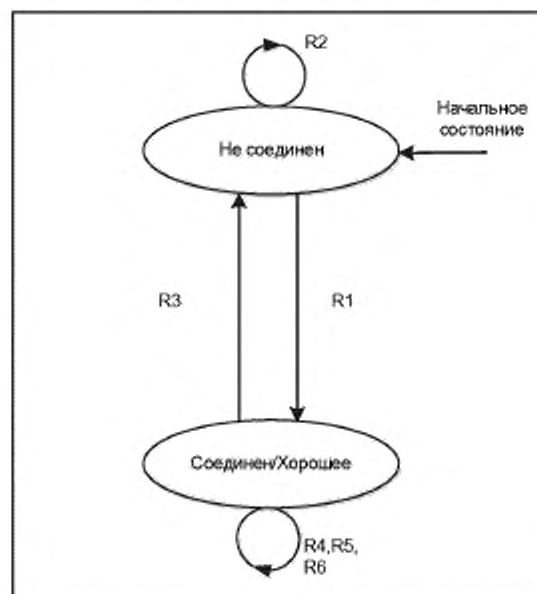 R2
Начальное
состояние
Не соединен
R3
R1
Соединен/Хорошее
R4,R5,
R6